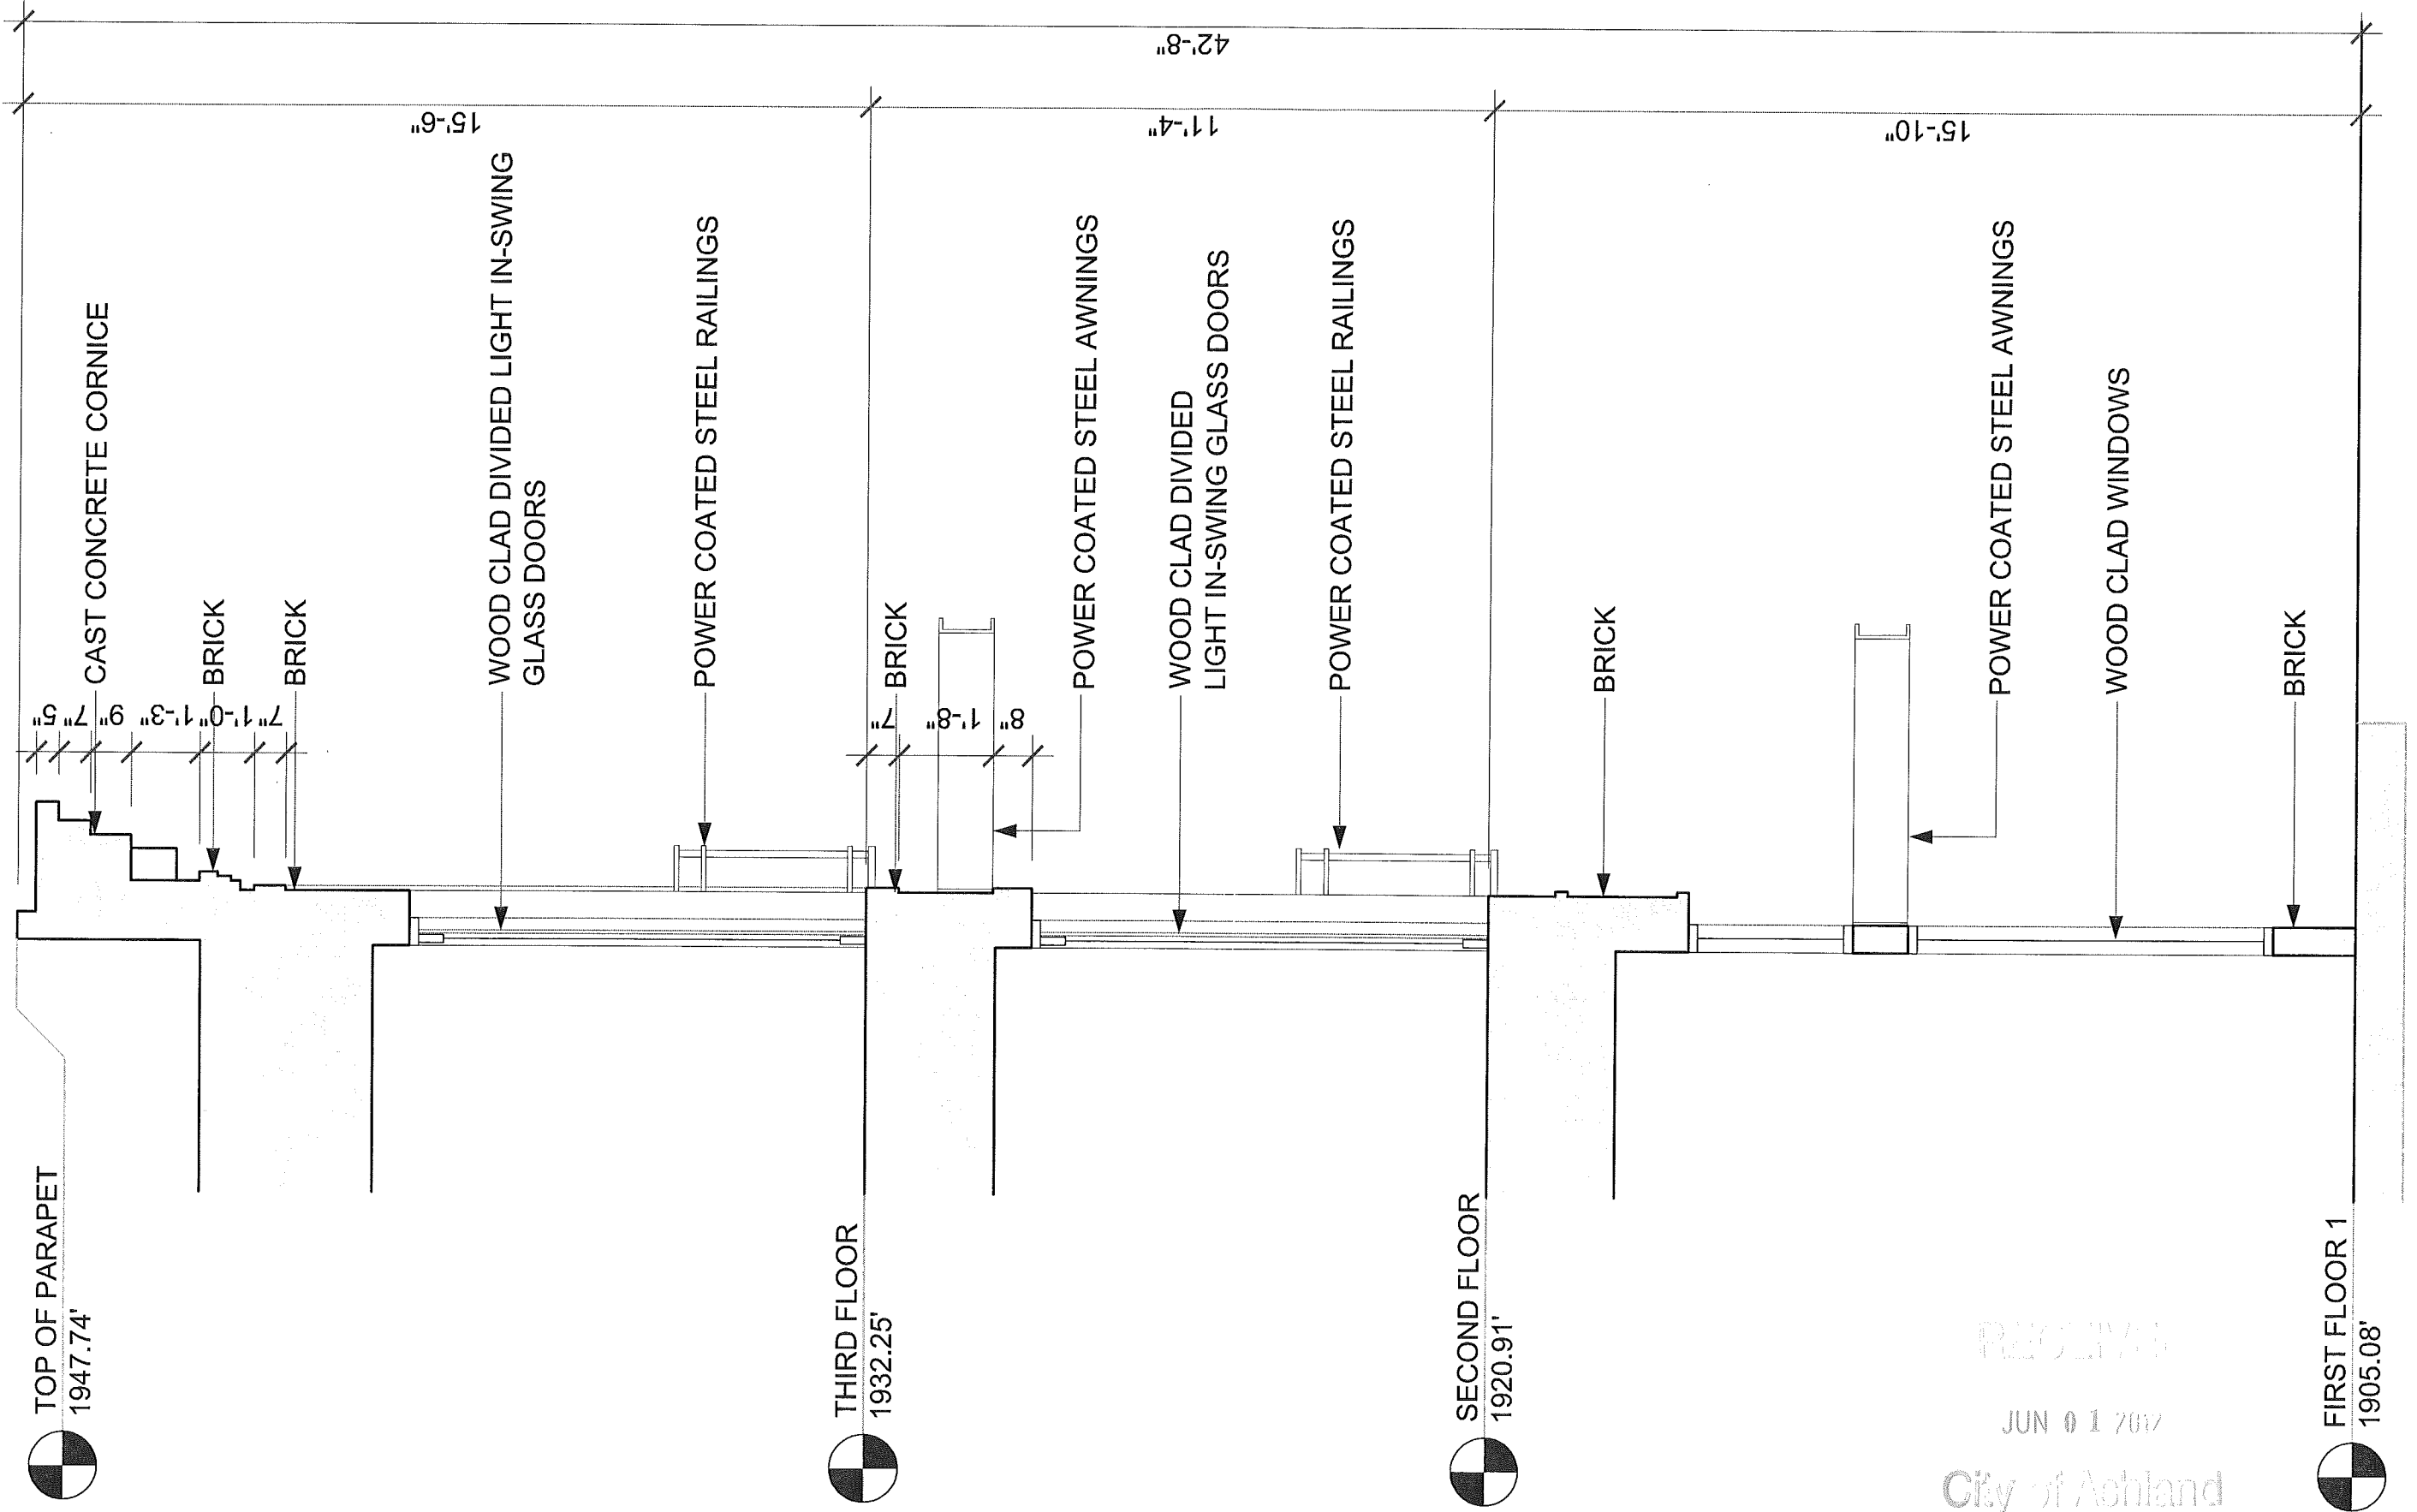 42'-8"
15'-6"
11'-4"
15'-10"
CAST CONCRETE CORNICE
BRICK
BRICK
WOOD CLAD DIVIDED LIGHT IN-SWING
GLASS DOORS
POWER COATED STEEL RAILINGS
BRICK
POWER COATED STEEL AWNINGS
WOOD CLAD DIVIDED
LIGHT IN-SWING GLASS DOORS
POWER COATED STEEL RAILINGS
BRICK
POWER COATED STEEL AWNINGS
WOOD CLAD WINDOWS
BRICK
5"
7"
9"
1'-3"
1'-0"
7"
7"
1'-8"
8"
TOP OF PARAPET
1947.74'
THIRD FLOOR
1932.25'
SECOND FLOOR
1920.91'
FIRST FLOOR 1
1905.08'
JUN 01
City of Ashland